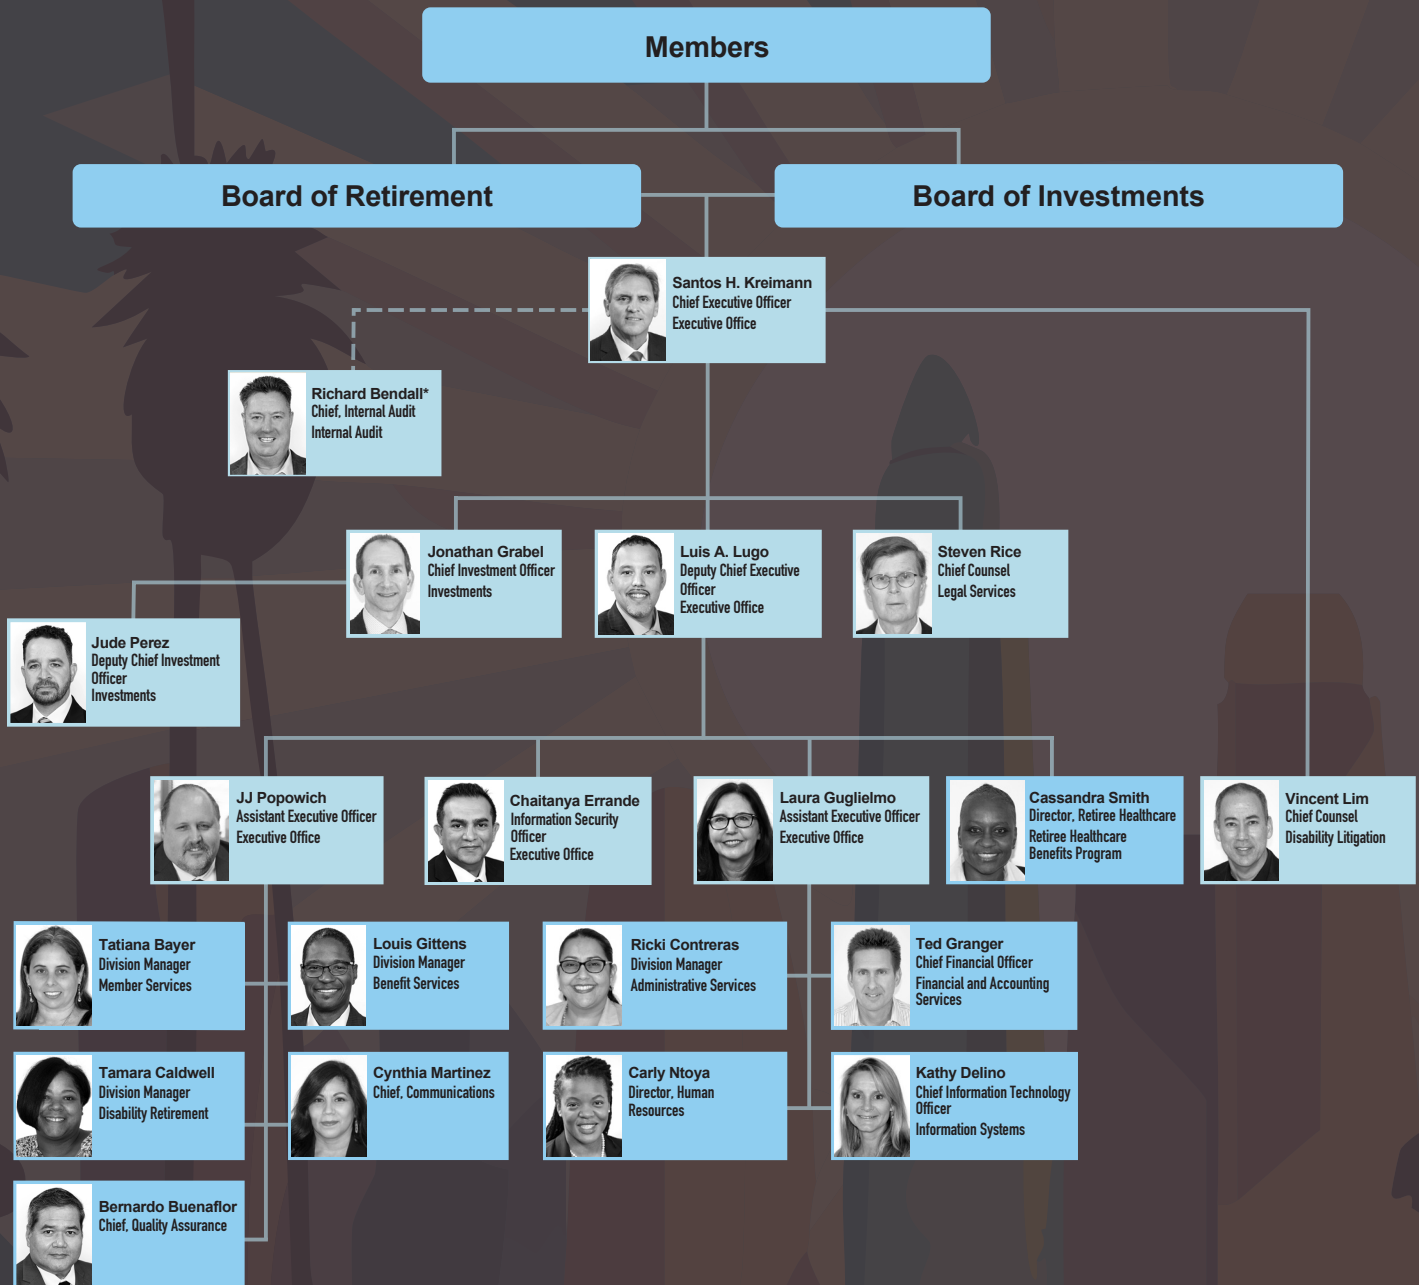 Members
Board of Retirement
Board of Investments
Santos H. Kreimann
Chief Executive Officer
Executive Office
Richard Bendall*
Chief, Internal Audit
Internal Audit
Jonathan Grabel
Chief Investment Officer
Investments
Luis A. Lugo
Deputy Chief Executive
Officer
Executive Office
Steven Rice
Chief Counsel
Legal Services
Jude Perez
Deputy Chief Investment
Officer
Investments
JJ Popowich
Assistant Executive Officer
Executive Office
Chaitanya Errande
Information Security
Officer
Executive Office
Laura Guglielmo
Assistant Executive Officer
Executive Office
Cassandra Smith
Director, Retiree Healthcare
Retiree Healthcare
Benefits Program
Vincent Lim
Chief Counsel
Disability Litigation
Tatiana Bayer
Division Manager
Member Services
Louis Gittens
Division Manager
Benefit Services
Ricki Contreras
Division Manager
Administrative Services
Ted Granger
Chief Financial Officer
Financial and Accounting
Services
Tamara Caldwell
Division Manager
Disability Retirement
Cynthia Martinez
Chief, Communications
Carly Ntoya
Director, Human
Resources
Kathy Delino
Chief Information Technology
Officer
Information Systems
Bernardo Buenaflor
Chief, Quality Assurance